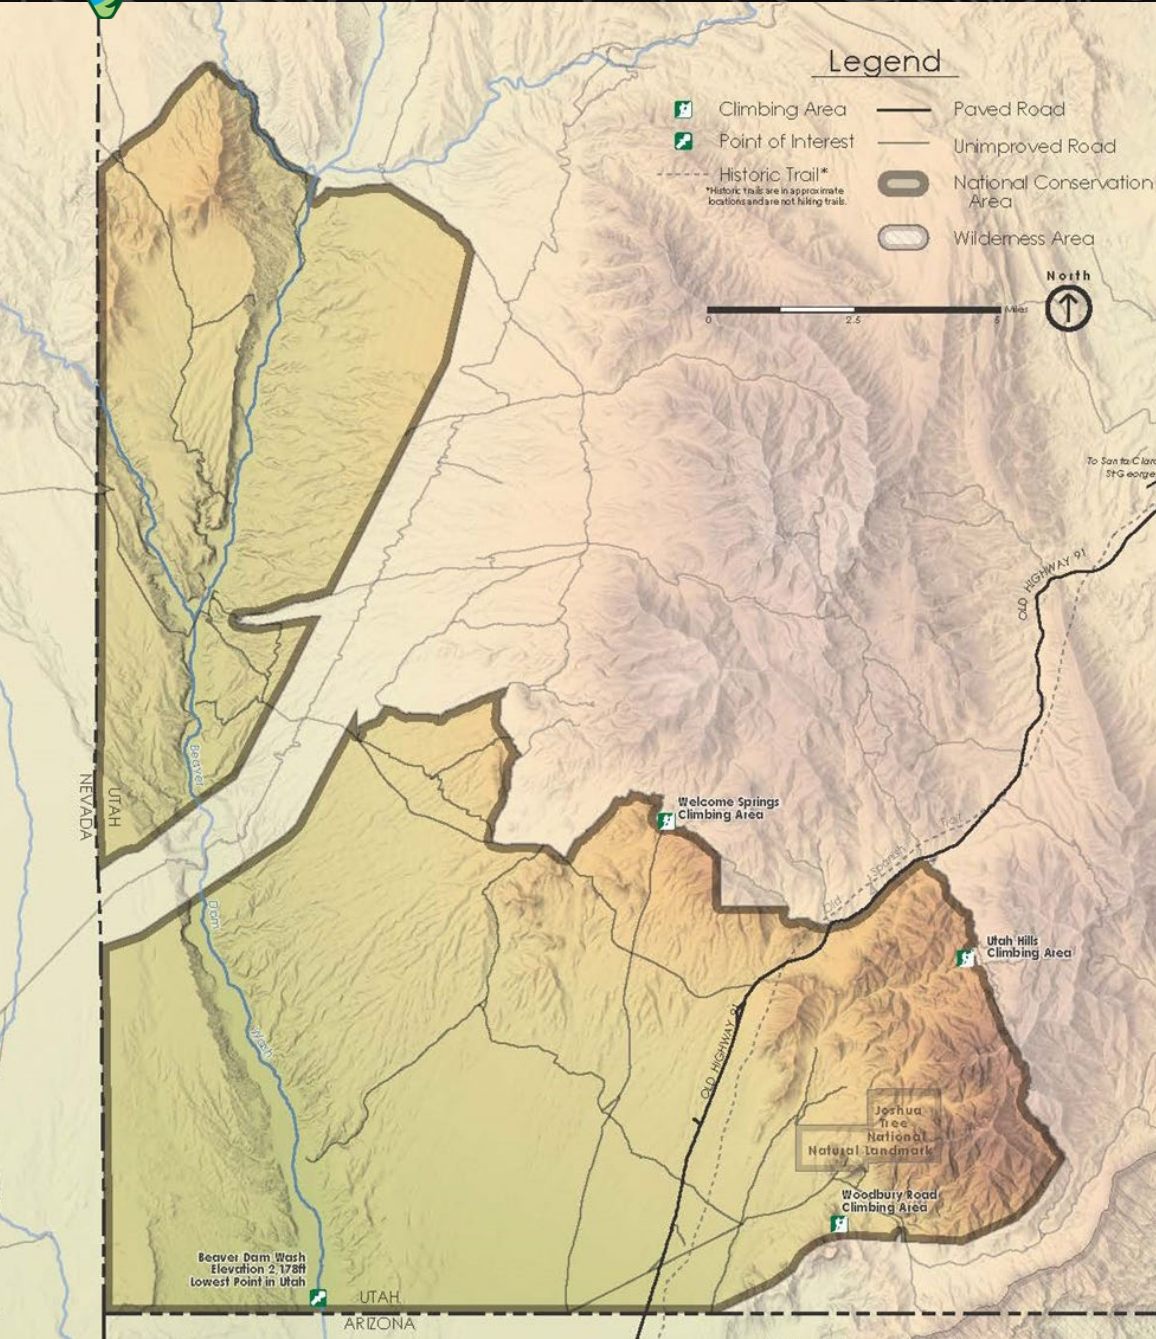 Legend
Climbing Area
Point of Interest
Historic Trail*
*Historic trails are in approximate
locations and are not hiking trails.
Paved Road
Unimproved Road
National Conservation
Area
Wilderness Area
North
0
2.5
5
Miles
To Santa Clara
St George
OLD HIGHWAY 91
Welcome Springs
Climbing Area
Old
Spanish
Trail
Utah Hills
Climbing Area
NEVADA
UTAH
Beaver
Dam
Wash
OLD HIGHWAY 91
Joshua
Tree
National
Natural Landmark
Woodbury Road
Climbing Area
Beaver Dam Wash
Elevation 2,178ft
Lowest Point in Utah
UTAH
ARIZONA